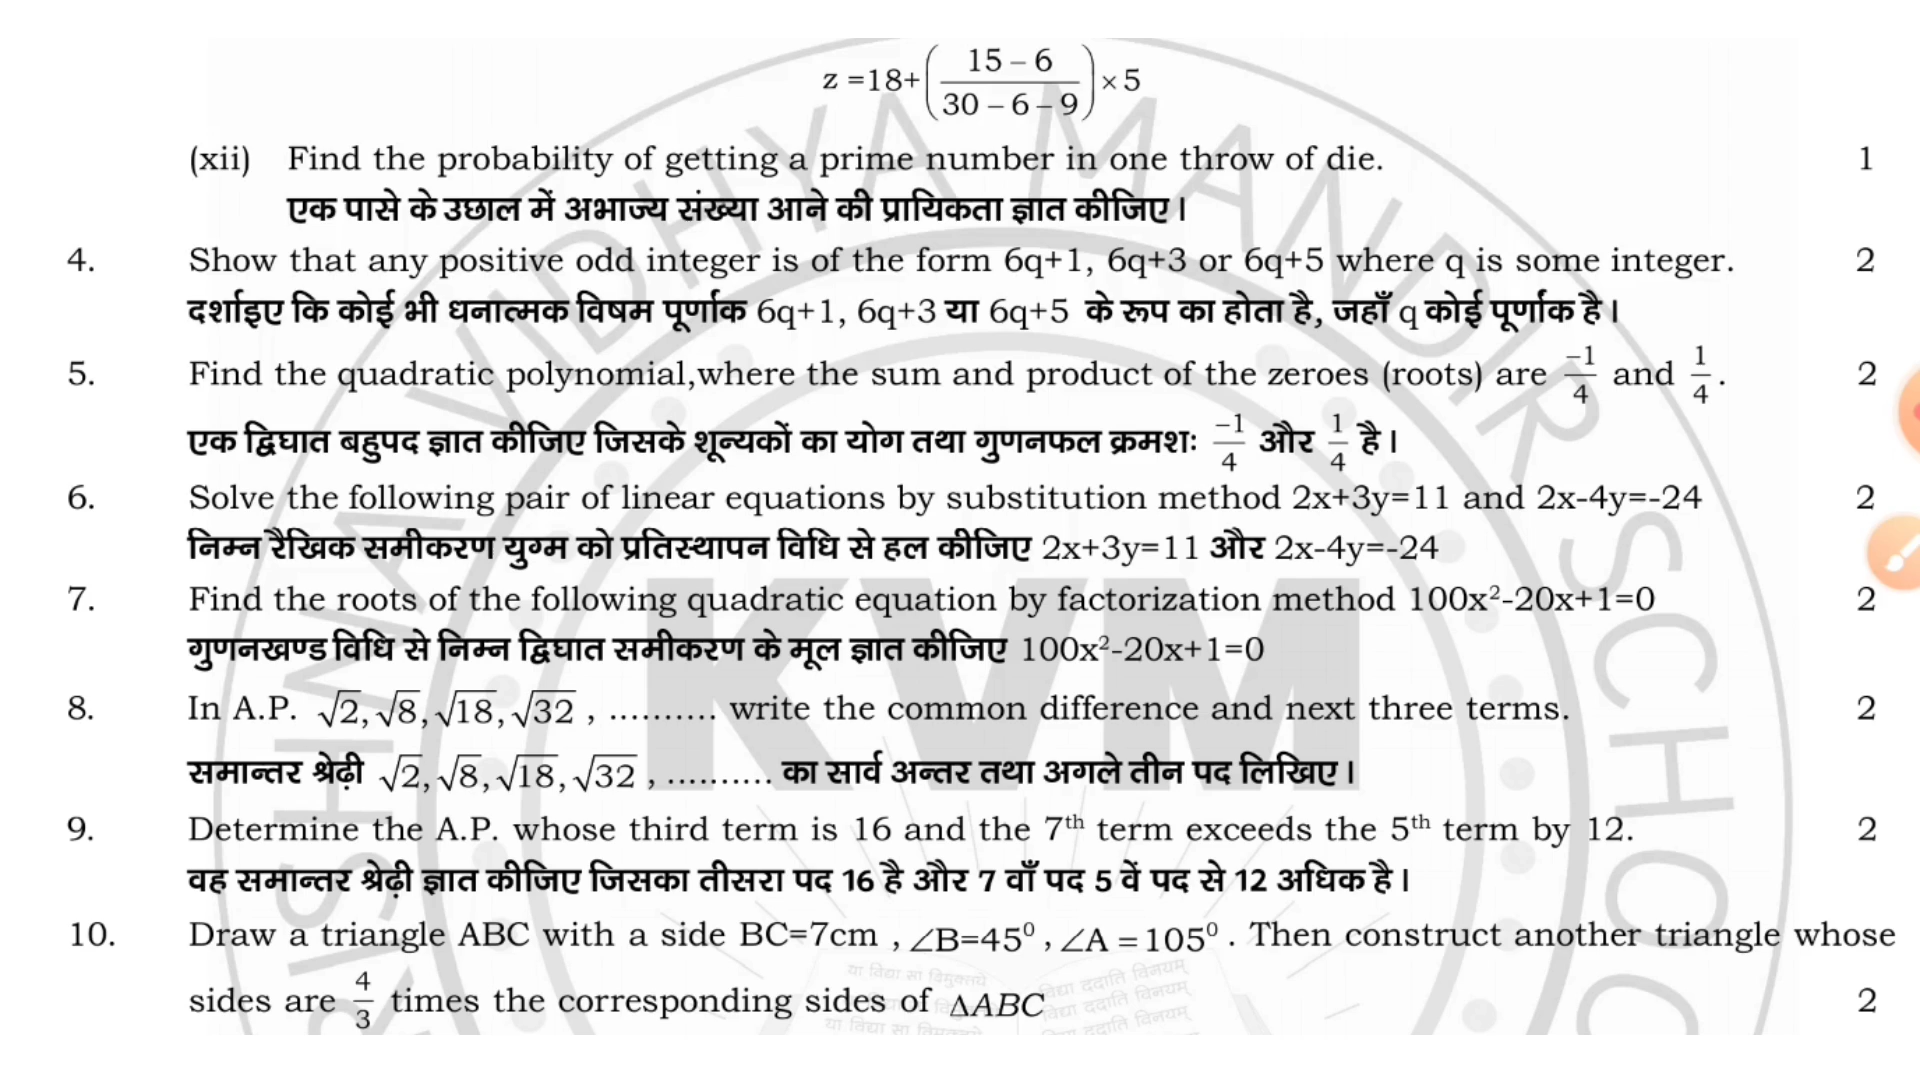 z =18+(15 – 6 / 30 – 6 – 9) × 5
(xii) Find the probability of getting a prime number in one throw of die. 1
एक पासे के उछाल में अभाज्य संख्या आने की प्रायिकता ज्ञात कीजिए।
4. Show that any positive odd integer is of the form 6q+1, 6q+3 or 6q+5 where q is some integer. 2
दर्शाइए कि कोई भी धनात्मक विषम पूर्णाक 6q+1, 6q+3 या 6q+5 के रूप का होता है, जहाँ q कोई पूर्णांक है।
5. Find the quadratic polynomial,where the sum and product of the zeroes (roots) are –1/4 and 1/4. 2
एक द्विघात बहुपद ज्ञात कीजिए जिसके शून्यकों का योग तथा गुणनफल क्रमशः –1/4 और 1/4 है।
6. Solve the following pair of linear equations by substitution method 2x+3y=11 and 2x-4y=-24 2
निम्न रैखिक समीकरण युग्म को प्रतिस्थापन विधि से हल कीजिए 2x+3y=11 और 2x-4y=-24
7. Find the roots of the following quadratic equation by factorization method 100x²-20x+1=0 2
गुणनखण्ड विधि से निम्न द्विघात समीकरण के मूल ज्ञात कीजिए 100x²-20x+1=0
8. In A.P. √2, √8, √18, √32 , .......... write the common difference and next three terms. 2
समान्तर श्रेढ़ी √2, √8, √18, √32 , .......... का सार्व अन्तर तथा अगले तीन पद लिखिए।
9. Determine the A.P. whose third term is 16 and the 7th term exceeds the 5th term by 12. 2
वह समान्तर श्रेढ़ी ज्ञात कीजिए जिसका तीसरा पद 16 है और 7 वाँ पद 5 वें पद से 12 अधिक है।
10. Draw a triangle ABC with a side BC=7cm , ∠B=45⁰ , ∠A = 105⁰ . Then construct another triangle whose
sides are 4/3 times the corresponding sides of ΔABC 2
VIDHYA MANDIR SCHOO
KVM